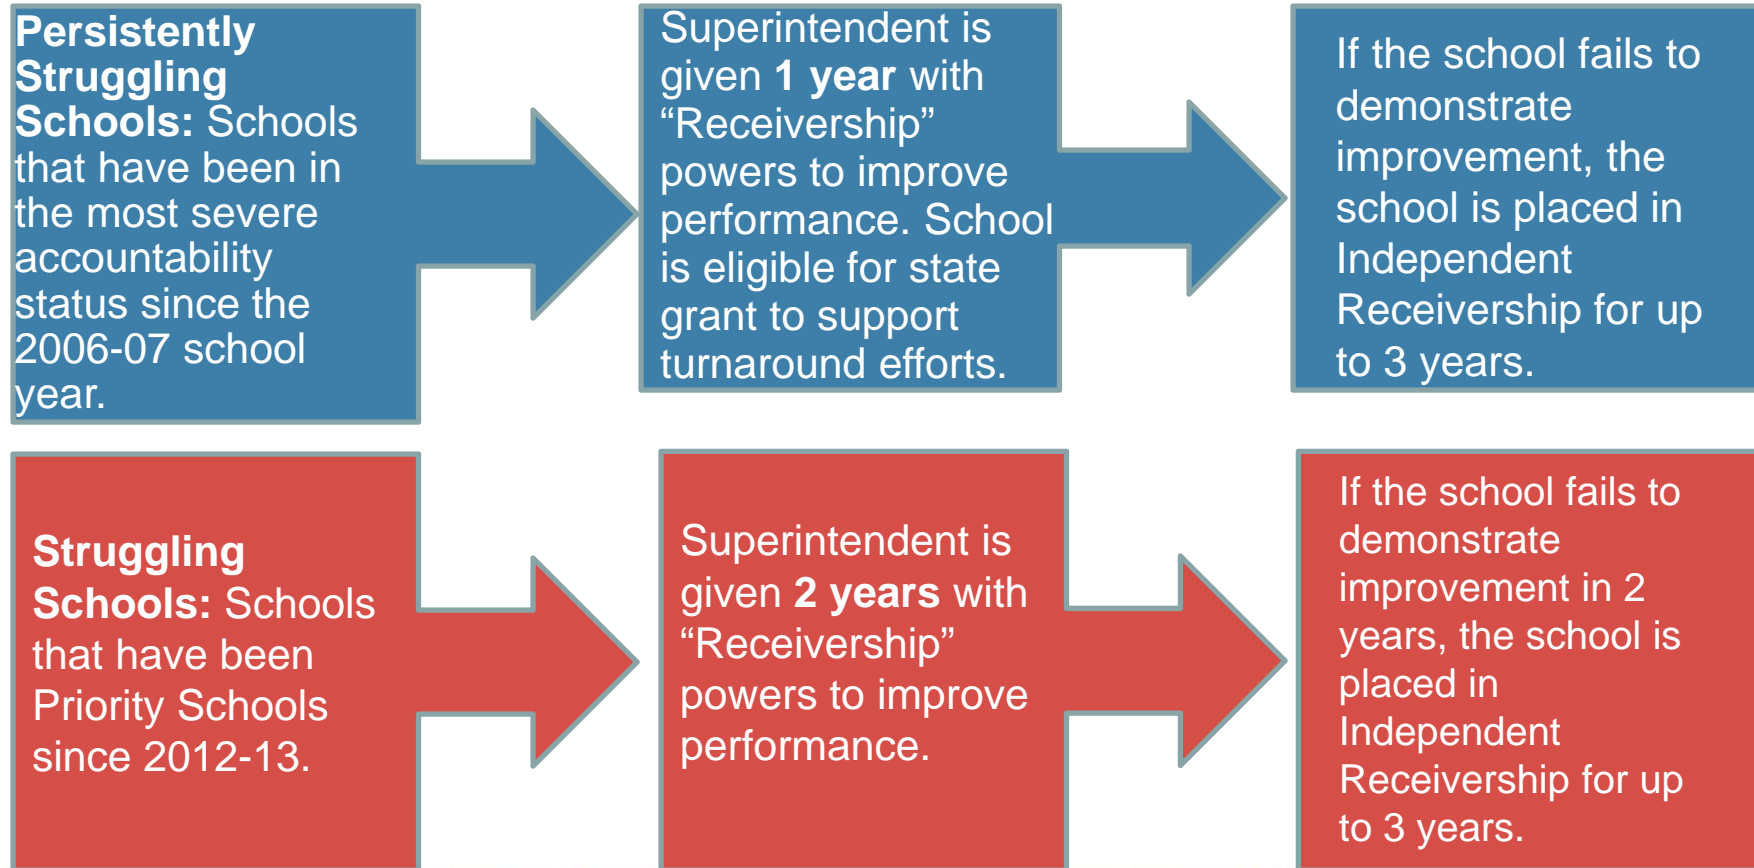 Persistently
Struggling
Schools: Schools
that have been in
the most severe
accountability
status since the
2006-07 school
year.
Superintendent is
given 1 year with
“Receivership”
powers to improve
performance. School
is eligible for state
grant to support
turnaround efforts.
If the school fails to
demonstrate
improvement, the
school is placed in
Independent
Receivership for up
to 3 years.
Struggling
Schools: Schools
that have been
Priority Schools
since 2012-13.
Superintendent is
given 2 years with
“Receivership”
powers to improve
performance.
If the school fails to
demonstrate
improvement in 2
years, the school is
placed in
Independent
Receivership for up
to 3 years.